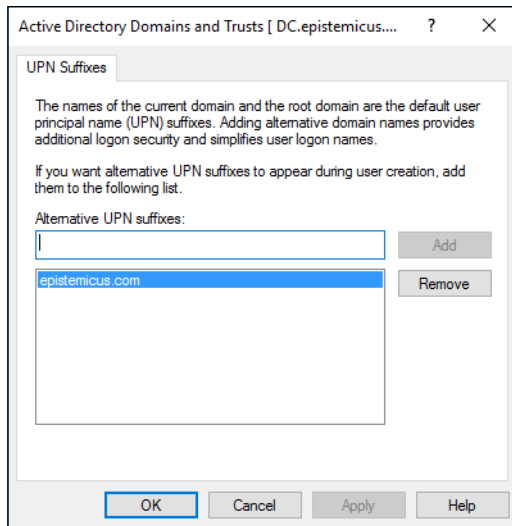 Active Directory Domains and Trusts [ DC.epistemicus....
UPN Suffixes
The names of the current domain and the root domain are the default user
principal name (UPN) suffixes. Adding alternative domain names provides
additional logon security and simplifies user logon names.
If you want alternative UPN suffixes to appear during user creation, add
them to the following list.
Alternative UPN suffixes:
Add
epistemicus.com
Remove
OK Cancel Apply Help